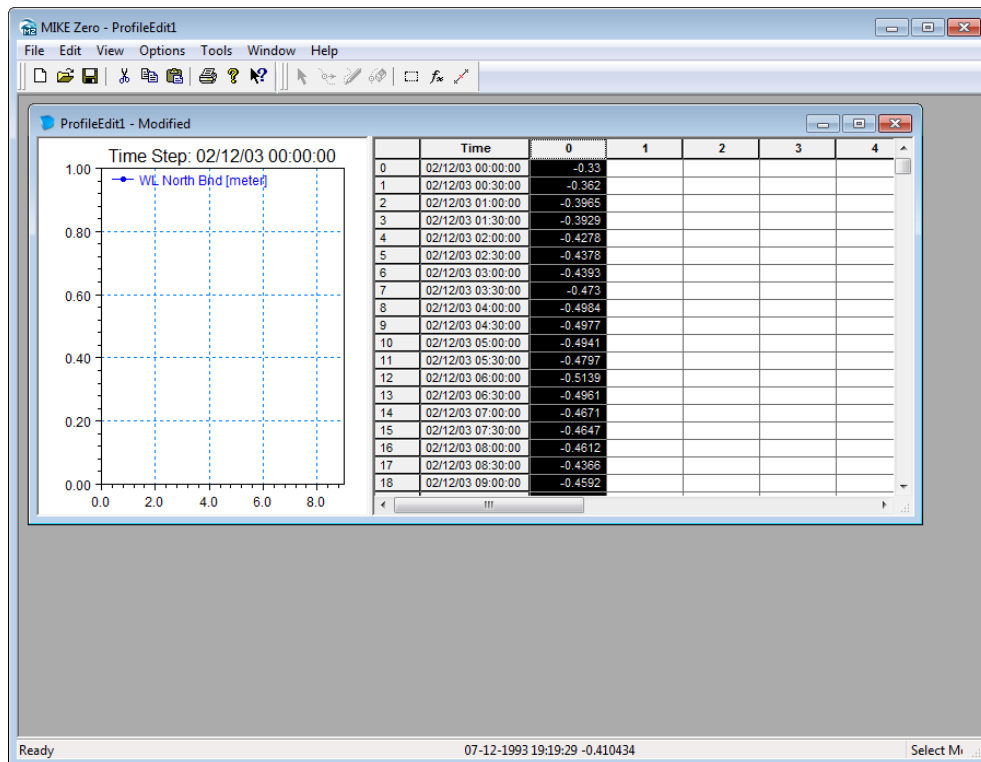 MIKE Zero - ProfileEdit1
File Edit View Options Tools Window Help
ProfileEdit1 - Modified
Time Step: 02/12/03 00:00:00
WL North Bnd [meter]
1.00
0.80
0.60
0.40
0.20
0.00
0.0 2.0 4.0 6.0 8.0
Time 0 1 2 3 4
0 02/12/03 00:00:00 -0.33
1 02/12/03 00:30:00 -0.362
2 02/12/03 01:00:00 -0.3965
3 02/12/03 01:30:00 -0.3929
4 02/12/03 02:00:00 -0.4278
5 02/12/03 02:30:00 -0.4378
6 02/12/03 03:00:00 -0.4393
7 02/12/03 03:30:00 -0.473
8 02/12/03 04:00:00 -0.4984
9 02/12/03 04:30:00 -0.4977
10 02/12/03 05:00:00 -0.4941
11 02/12/03 05:30:00 -0.4797
12 02/12/03 06:00:00 -0.5139
13 02/12/03 06:30:00 -0.4961
14 02/12/03 07:00:00 -0.4671
15 02/12/03 07:30:00 -0.4647
16 02/12/03 08:00:00 -0.4612
17 02/12/03 08:30:00 -0.4366
18 02/12/03 09:00:00 -0.4592
Ready 07-12-1993 19:19:29 -0.410434 Select